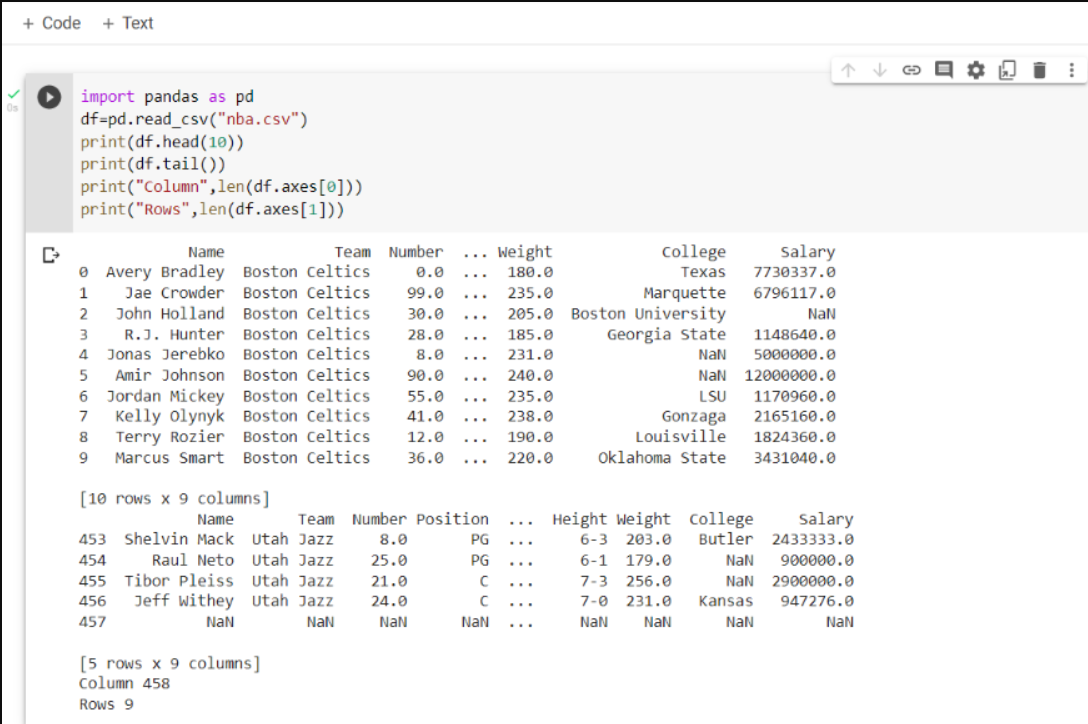 + Code + Text
0s
import pandas as pd
df=pd.read_csv("nba.csv")
print(df.head(10))
print(df.tail())
print("Column",len(df.axes[0]))
print("Rows",len(df.axes[1]))
Name Team Number ... Weight College Salary
0 Avery Bradley Boston Celtics 0.0 ... 180.0 Texas 7730337.0
1 Jae Crowder Boston Celtics 99.0 ... 235.0 Marquette 6796117.0
2 John Holland Boston Celtics 30.0 ... 205.0 Boston University NaN
3 R.J. Hunter Boston Celtics 28.0 ... 185.0 Georgia State 1148640.0
4 Jonas Jerebko Boston Celtics 8.0 ... 231.0 NaN 5000000.0
5 Amir Johnson Boston Celtics 90.0 ... 240.0 NaN 12000000.0
6 Jordan Mickey Boston Celtics 55.0 ... 235.0 LSU 1170960.0
7 Kelly Olynyk Boston Celtics 41.0 ... 238.0 Gonzaga 2165160.0
8 Terry Rozier Boston Celtics 12.0 ... 190.0 Louisville 1824360.0
9 Marcus Smart Boston Celtics 36.0 ... 220.0 Oklahoma State 3431040.0
[10 rows x 9 columns]
Name Team Number Position ... Height Weight College Salary
453 Shelvin Mack Utah Jazz 8.0 PG ... 6-3 203.0 Butler 2433333.0
454 Raul Neto Utah Jazz 25.0 PG ... 6-1 179.0 NaN 900000.0
455 Tibor Pleiss Utah Jazz 21.0 C ... 7-3 256.0 NaN 2900000.0
456 Jeff Withey Utah Jazz 24.0 C ... 7-0 231.0 Kansas 947276.0
457 NaN NaN NaN NaN ... NaN NaN NaN NaN
[5 rows x 9 columns]
Column 458
Rows 9